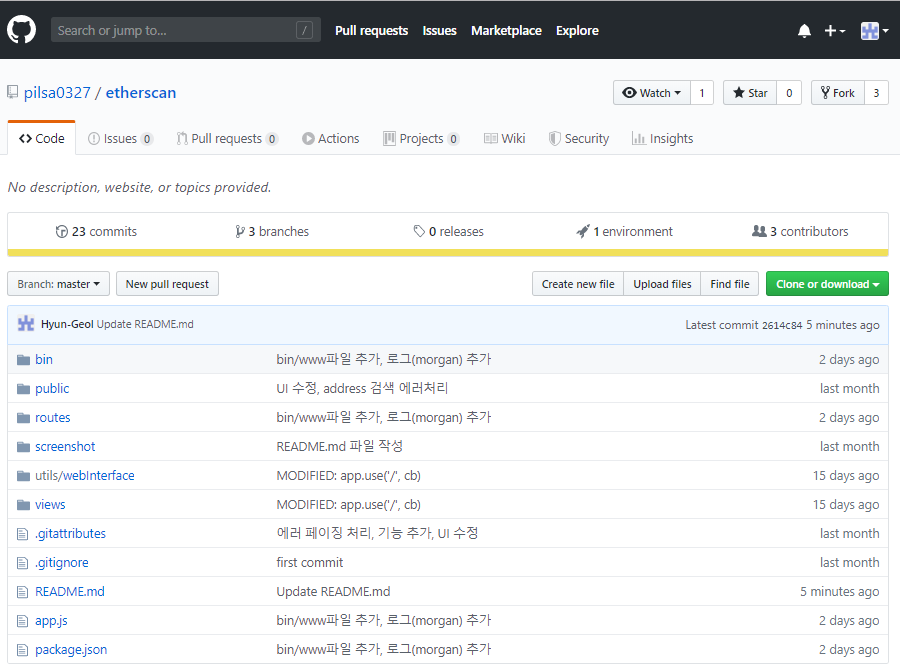 Search or jump to... /
Pull requests Issues Marketplace Explore
pilsa0327 / etherscan
Watch 1 Star 0 Fork 3
Code Issues 0 Pull requests 0 Actions Projects 0 Wiki Security Insights
No description, website, or topics provided.
23 commits 3 branches 0 releases 1 environment 3 contributors
Branch: master New pull request Create new file Upload files Find file Clone or download
Hyun-Geol Update README.md Latest commit 2614c84 5 minutes ago
bin bin/www파일 추가, 로그(morgan) 추가 2 days ago
public UI 수정, address 검색 에러처리 last month
routes bin/www파일 추가, 로그(morgan) 추가 2 days ago
screenshot README.md 파일 작성 last month
utils/webInterface MODIFIED: app.use('/', cb) 15 days ago
views MODIFIED: app.use('/', cb) 15 days ago
.gitattributes 에러 페이징 처리, 기능 추가, UI 수정 last month
.gitignore first commit last month
README.md Update README.md 5 minutes ago
app.js bin/www파일 추가, 로그(morgan) 추가 2 days ago
package.json bin/www파일 추가, 로그(morgan) 추가 2 days ago